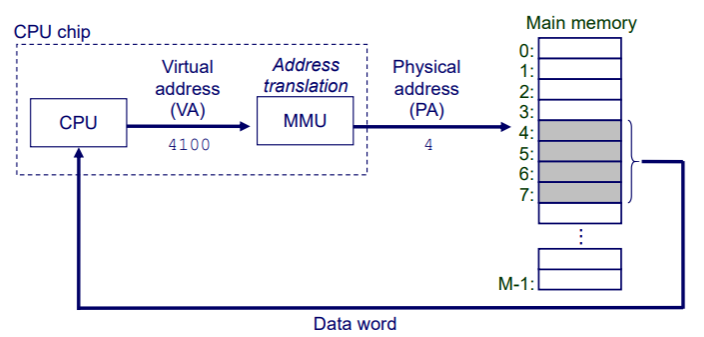 Main memory
CPU chip
0:
1:
2:
3:
4:
5:
6:
7:
M-1:
Virtual
address
(VA)
4100
Address
translation
Physical
address
(PA)
4
CPU
MMU
Data word